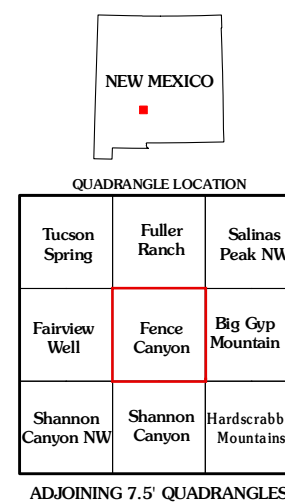 NEW MEXICO
QUADRANGLE LOCATION
Tucson Spring
Fuller Ranch
Salinas Peak NW
Fairview Well
Fence Canyon
Big Gyp Mountain
Shannon Canyon NW
Shannon Canyon
Hardscrabb Mountains
ADJOINING 7.5' QUADRANGLES